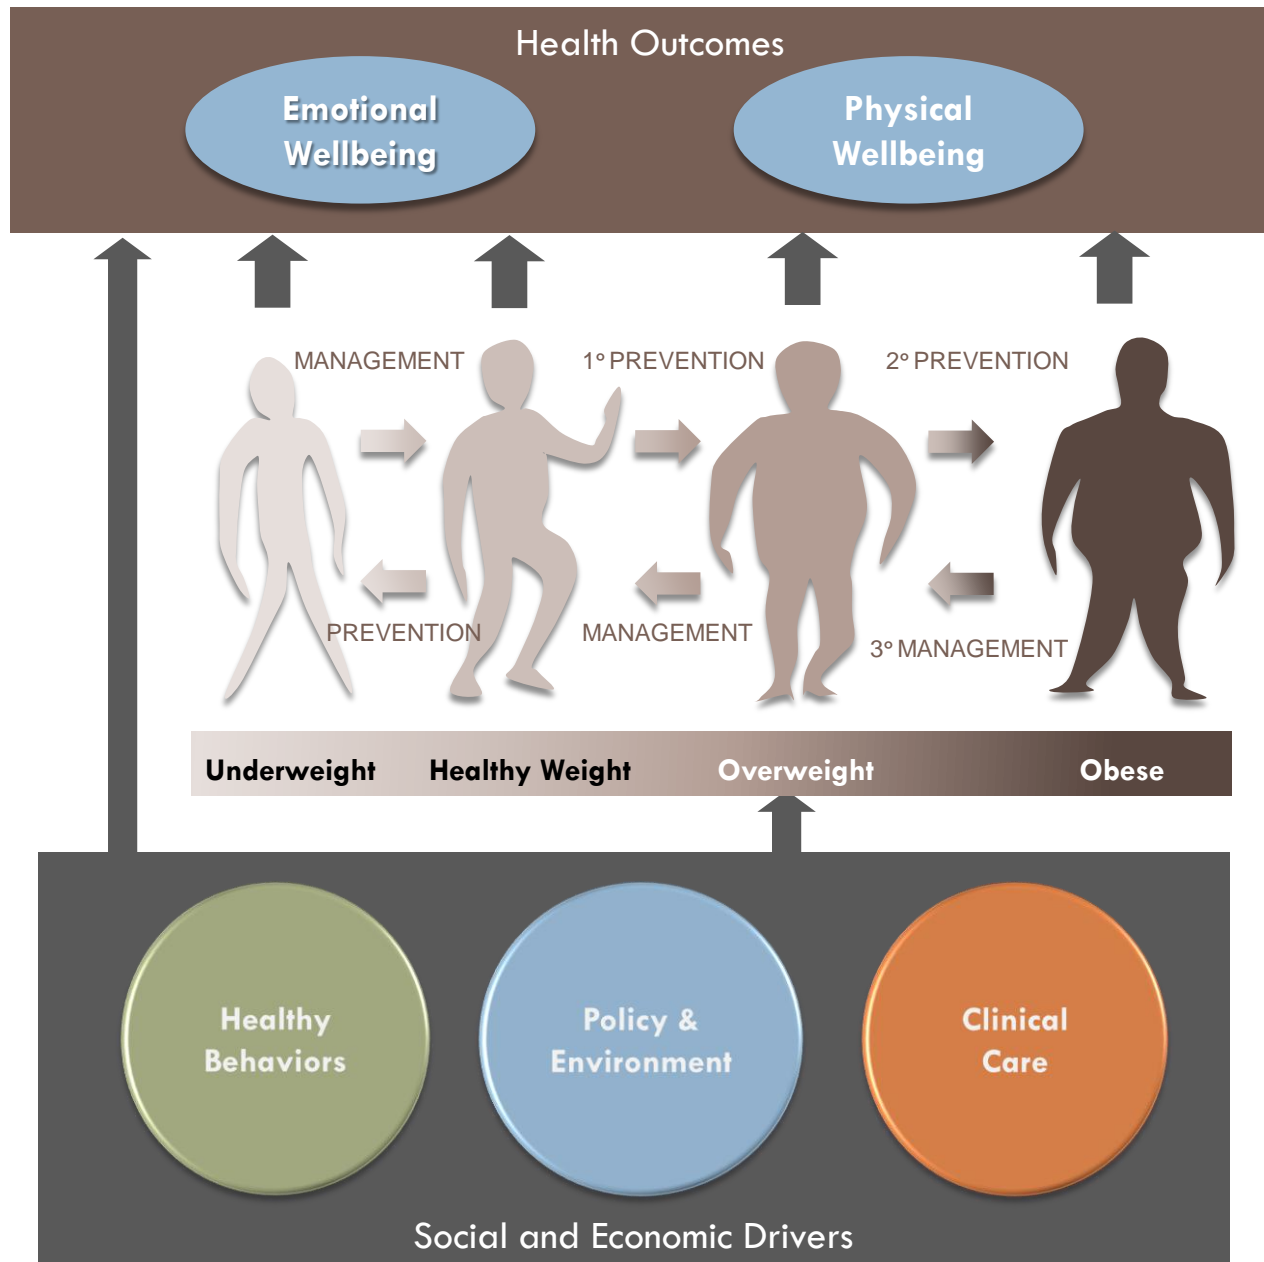 Health Outcomes
Emotional
Wellbeing
Physical
Wellbeing
MANAGEMENT
1° PREVENTION
2° PREVENTION
PREVENTION
MANAGEMENT
3° MANAGEMENT
Underweight
Healthy Weight
Overweight
Obese
Healthy
Behaviors
Policy &
Environment
Clinical
Care
Social and Economic Drivers